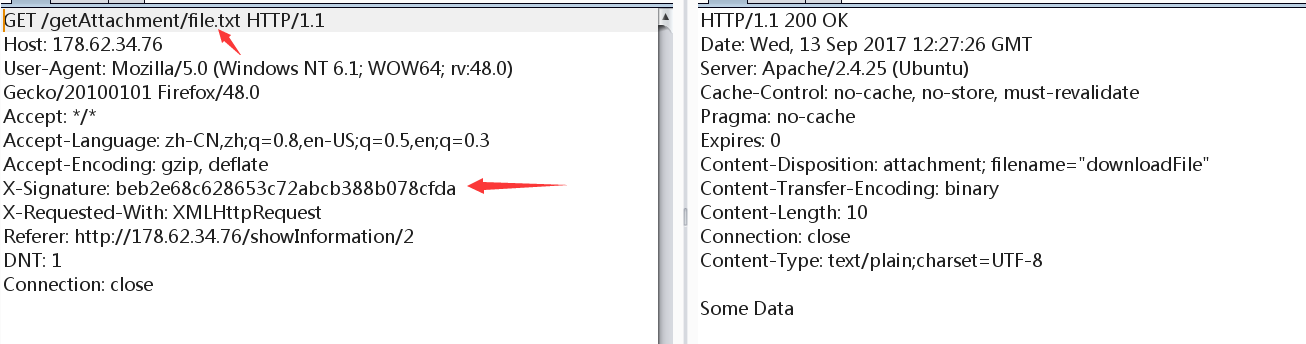 GET /getAttachment/file.txt HTTP/1.1
Host: 178.62.34.76
User-Agent: Mozilla/5.0 (Windows NT 6.1; WOW64; rv:48.0)
Gecko/20100101 Firefox/48.0
Accept: */*
Accept-Language: zh-CN,zh;q=0.8,en-US;q=0.5,en;q=0.3
Accept-Encoding: gzip, deflate
X-Signature: beb2e68c628653c72abcb388b078cfda
X-Requested-With: XMLHttpRequest
Referer: http://178.62.34.76/showInformation/2
DNT: 1
Connection: close
HTTP/1.1 200 OK
Date: Wed, 13 Sep 2017 12:27:26 GMT
Server: Apache/2.4.25 (Ubuntu)
Cache-Control: no-cache, no-store, must-revalidate
Pragma: no-cache
Expires: 0
Content-Disposition: attachment; filename="downloadFile"
Content-Transfer-Encoding: binary
Content-Length: 10
Connection: close
Content-Type: text/plain;charset=UTF-8
Some Data